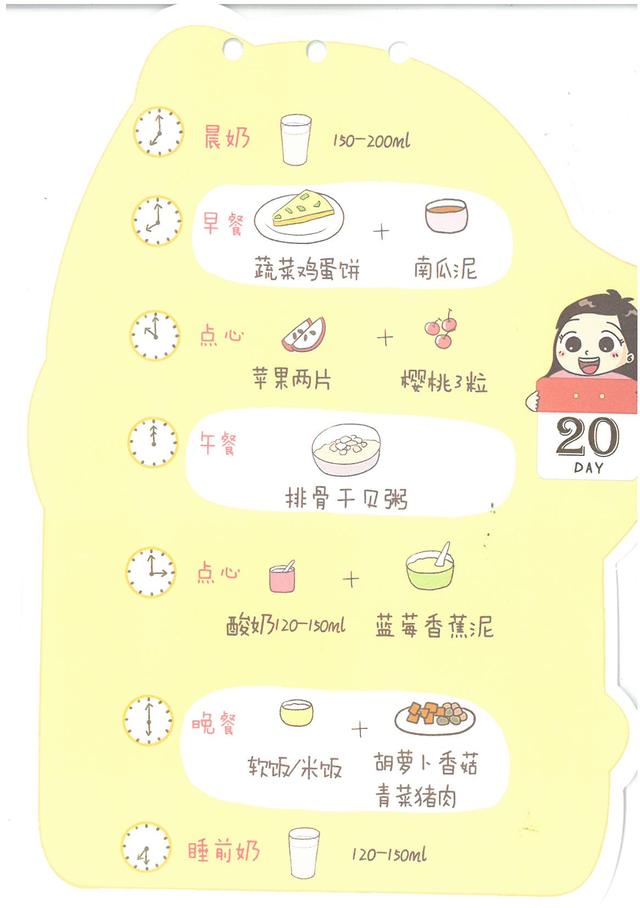 晨奶 150-200ml
早餐 +
蔬菜鸡蛋饼 南瓜泥
点心 +
苹果两片 樱桃3粒
20
DAY
午餐
排骨干贝粥
点心 +
酸奶120-150ml 蓝莓香蕉泥
晚餐 +
软饭/米饭 胡萝卜香菇
青菜猪肉
睡前奶 120-150ml